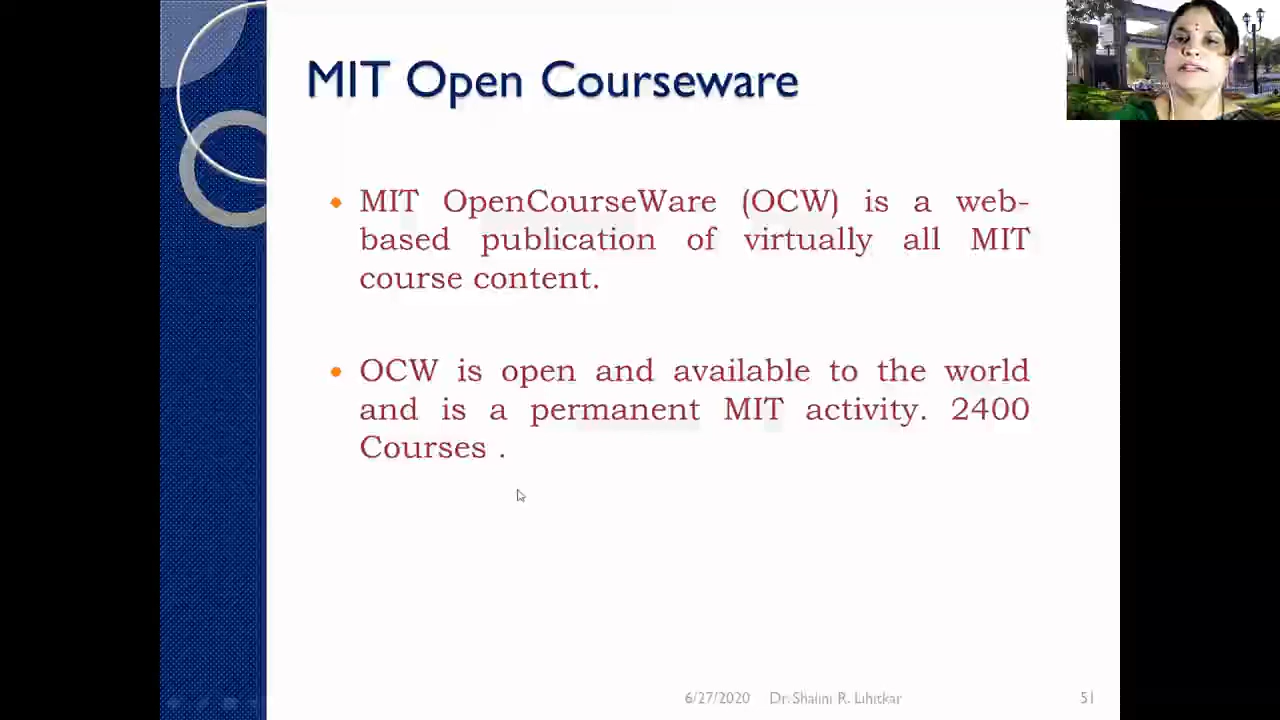 MIT Open Courseware
• MIT OpenCourseWare (OCW) is a web-
based publication of virtually all MIT
course content.
• OCW is open and available to the world
and is a permanent MIT activity. 2400
Courses .
6/27/2020 Dr. Shalini R. Lihitkar 51